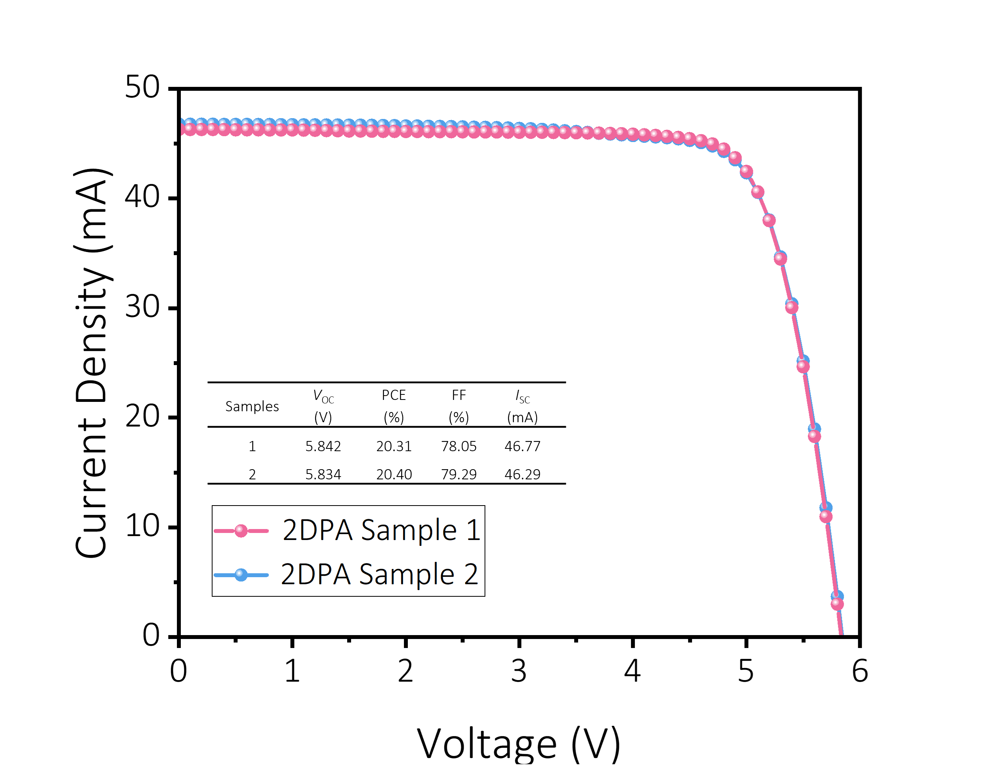 50
40
30
20
10
0
Current Density (mA)
Samples V_OC PCE FF I_SC
(V) (%) (%) (mA)
1 5.842 20.31 78.05 46.77
2 5.834 20.40 79.29 46.29
2DPA Sample 1
2DPA Sample 2
0 1 2 3 4 5 6
Voltage (V)